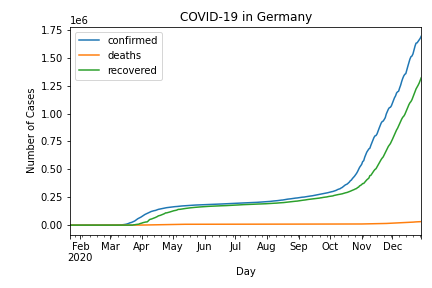 COVID-19 in Germany
1e6
confirmed
deaths
recovered
Number of Cases
1.75
1.50
1.25
1.00
0.75
0.50
0.25
0.00
Feb Mar Apr May Jun Jul Aug Sep Oct Nov Dec
2020
Day